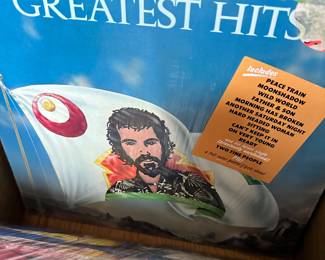 GREATEST HITS
includes
PEACE TRAIN
MOONSHADOW
WILD WORLD
FATHER & SON
MORNING HAS BROKEN
ANOTHER SATURDAY NIGHT
HARD HEADED WOMAN
SITTING
CAN'T KEEP IT IN
OH VERY YOUNG
READY
TWO FINE PEOPLE